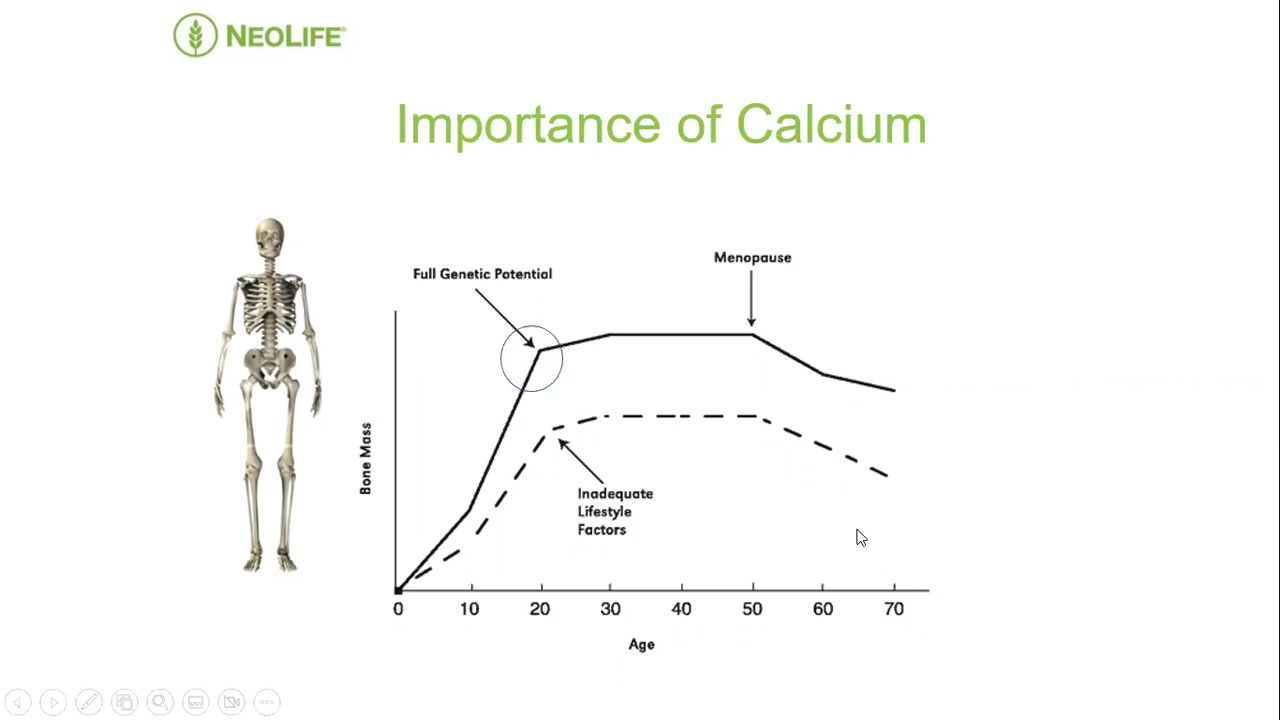 NEOLIFE
Importance of Calcium
Menopause
Full Genetic Potential
Bone Mass
Inadequate
Lifestyle
Factors
0 10 20 30 40 50 60 70
Age